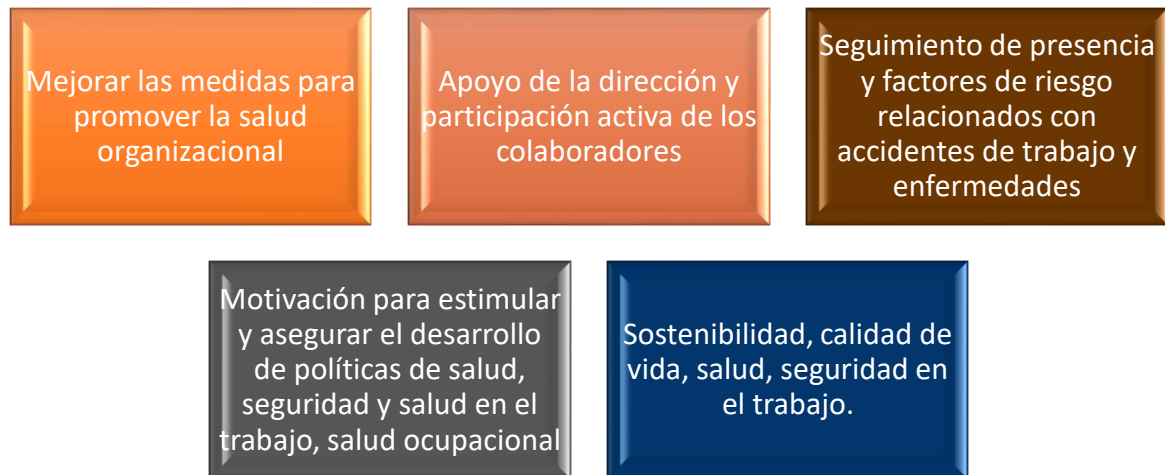 Mejorar las medidas para
promover la salud
organizacional
Apoyo de la dirección y
participación activa de los
colaboradores
Seguimiento de presencia
y factores de riesgo
relacionados con
accidentes de trabajo y
enfermedades
Motivación para estimular
y asegurar el desarrollo
de políticas de salud,
seguridad y salud en el
trabajo, salud ocupacional
Sostenibilidad, calidad de
vida, salud, seguridad en
el trabajo.